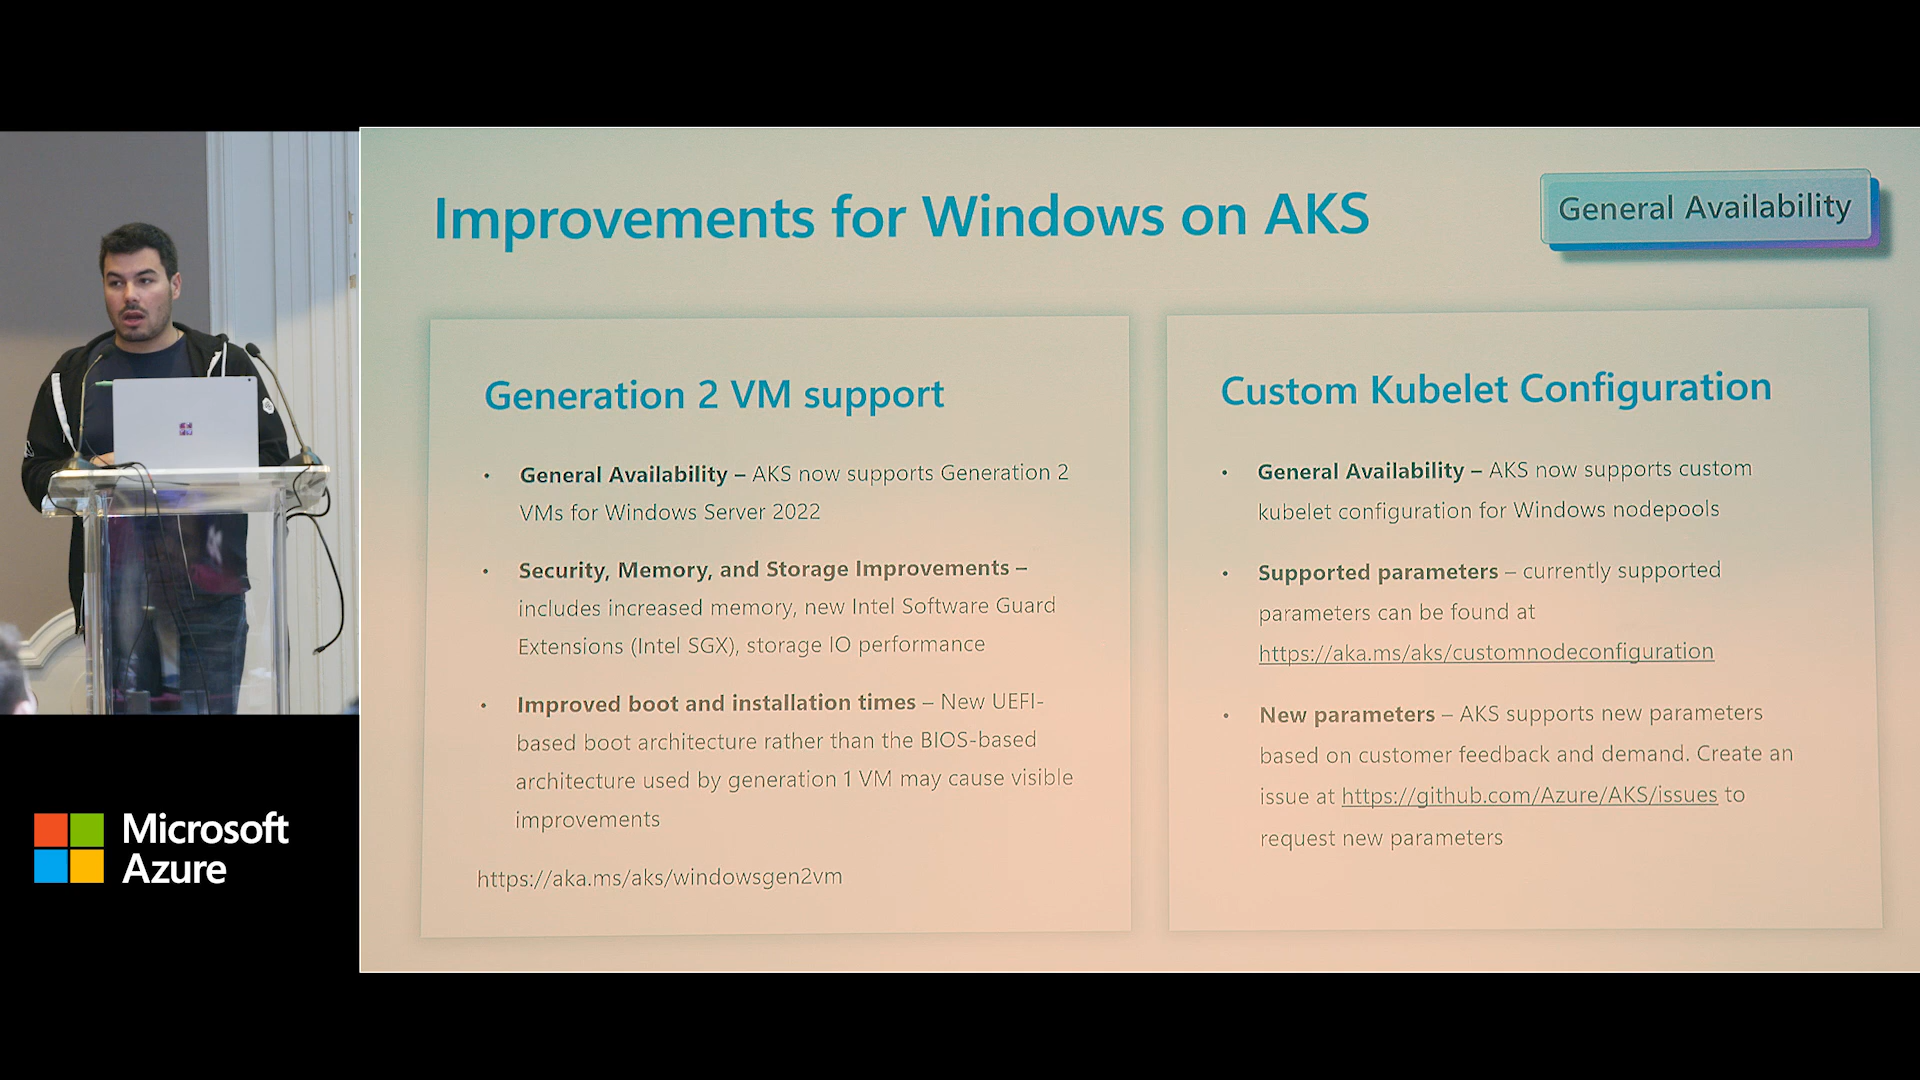 Improvements for Windows on AKS
General Availability
Generation 2 VM support
• General Availability – AKS now supports Generation 2
VMs for Windows Server 2022
• Security, Memory, and Storage Improvements –
includes increased memory, new Intel Software Guard
Extensions (Intel SGX), storage IO performance
• Improved boot and installation times – New UEFI-
based boot architecture rather than the BIOS-based
architecture used by generation 1 VM may cause visible
improvements
https://aka.ms/aks/windowsgen2vm
Custom Kubelet Configuration
• General Availability – AKS now supports custom
kubelet configuration for Windows nodepools
• Supported parameters – currently supported
parameters can be found at
https://aka.ms/aks/customnodeconfiguration
• New parameters – AKS supports new parameters
based on customer feedback and demand. Create an
issue at https://github.com/Azure/AKS/issues to
request new parameters
Microsoft
Azure